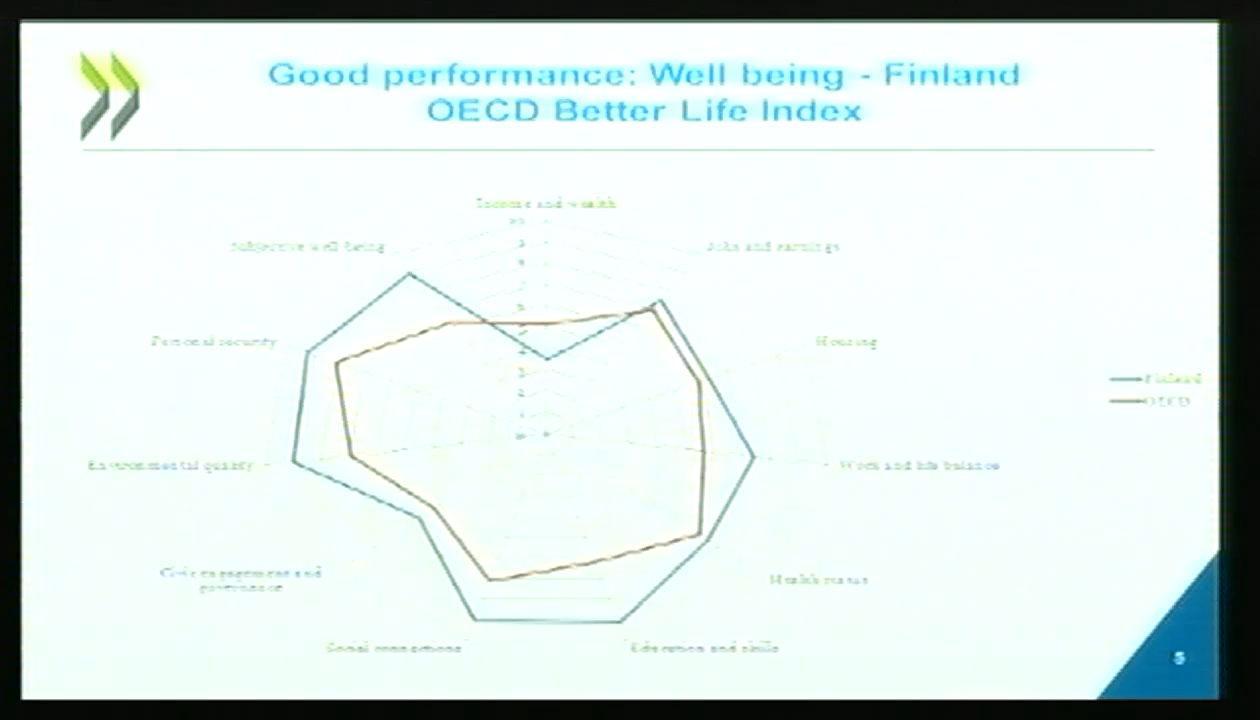 Good performance: Well being - Finland
OECD Better Life Index
Income and wealth
Subjective well being
Jobs and earnings
Personal security
Housing
Finland
OECD
Environmental quality
Work and life balance
Civic engagement and
governance
Health status
Social connections
Education and skills
5